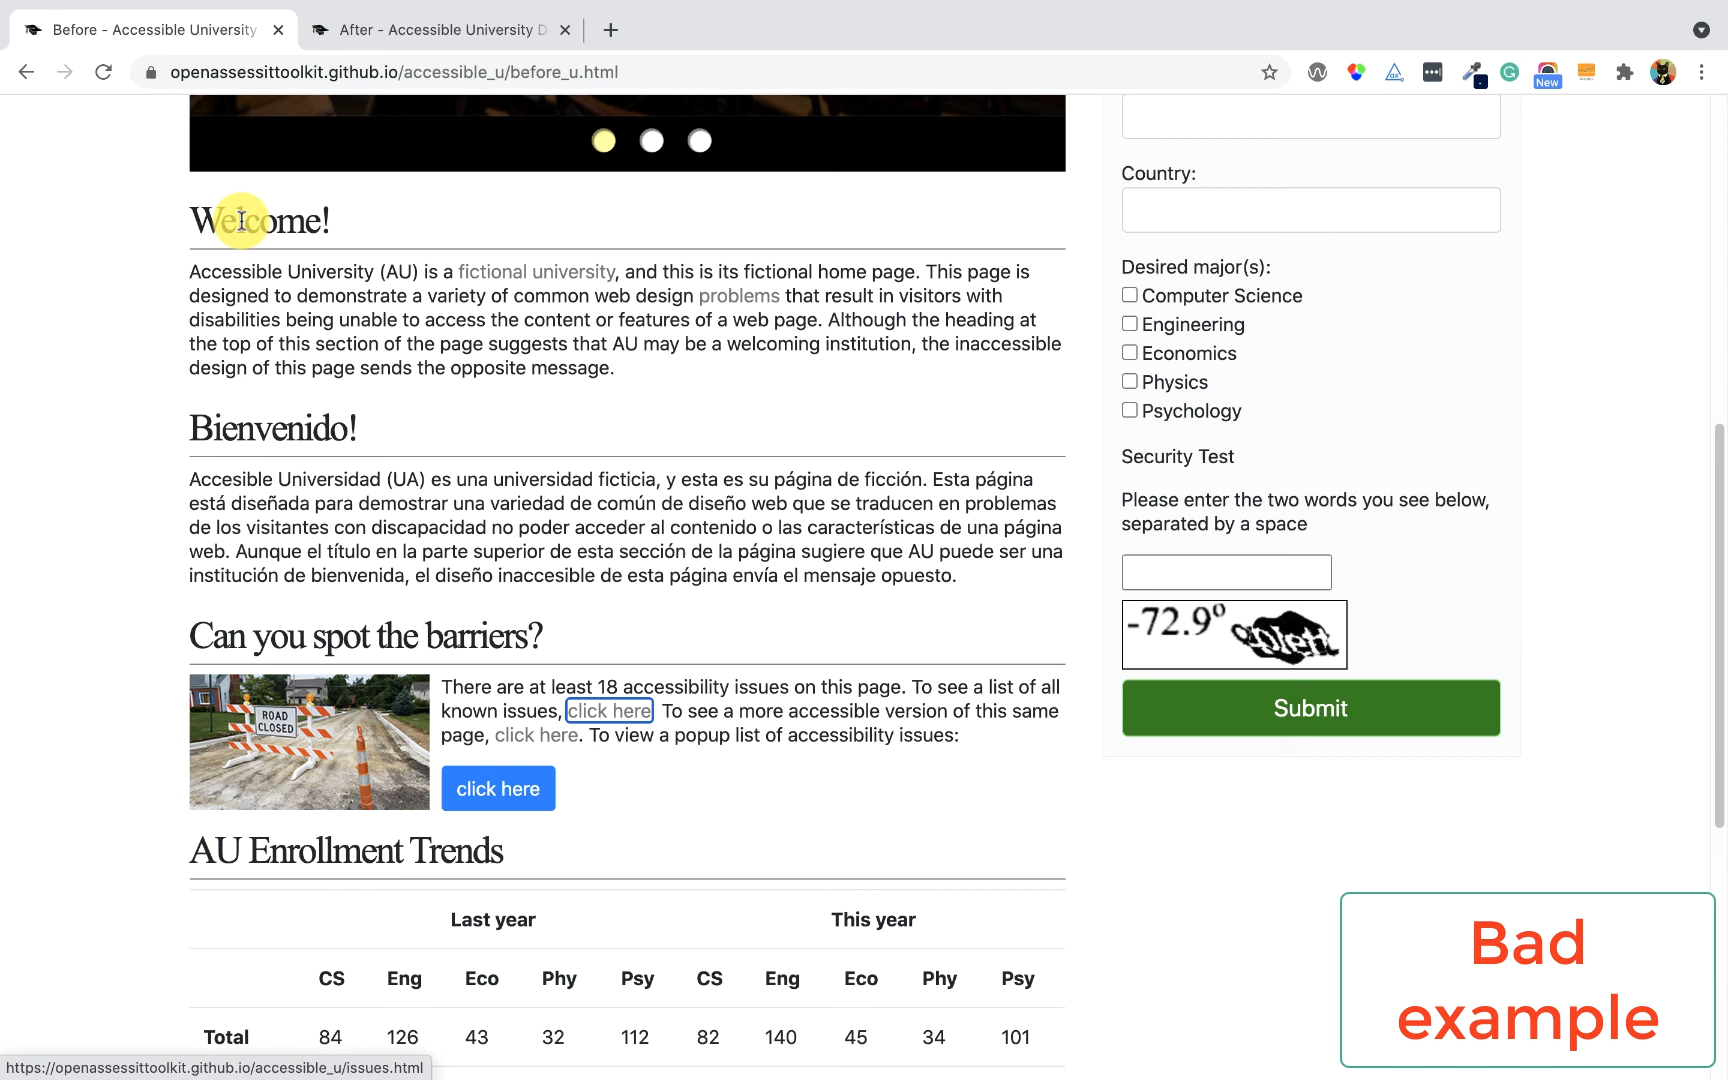 Before - Accessible University
After - Accessible University D
openassessittoolkit.github.io/accessible_u/before_u.html
New
Welcome!
Accessible University (AU) is a fictional university, and this is its fictional home page. This page is
designed to demonstrate a variety of common web design problems that result in visitors with
disabilities being unable to access the content or features of a web page. Although the heading at
the top of this section of the page suggests that AU may be a welcoming institution, the inaccessible
design of this page sends the opposite message.
Bienvenido!
Accesible Universidad (UA) es una universidad ficticia, y esta es su página de ficción. Esta página
está diseñada para demostrar una variedad de común de diseño web que se traducen en problemas
de los visitantes con discapacidad no poder acceder al contenido o las características de una página
web. Aunque el título en la parte superior de esta sección de la página sugiere que AU puede ser una
institución de bienvenida, el diseño inaccesible de esta página envía el mensaje opuesto.
Can you spot the barriers?
ROAD
CLOSED
There are at least 18 accessibility issues on this page. To see a list of all
known issues, click here To see a more accessible version of this same
page, click here. To view a popup list of accessibility issues:
click here
AU Enrollment Trends
Last year This year
CS Eng Eco Phy Psy CS Eng Eco Phy Psy
Total 84 126 43 32 112 82 140 45 34 101
Country:
Desired major(s):
Computer Science
Engineering
Economics
Physics
Psychology
Security Test
Please enter the two words you see below,
separated by a space
-72.9º
Submit
Bad
example
https://openassessittoolkit.github.io/accessible_u/issues.html